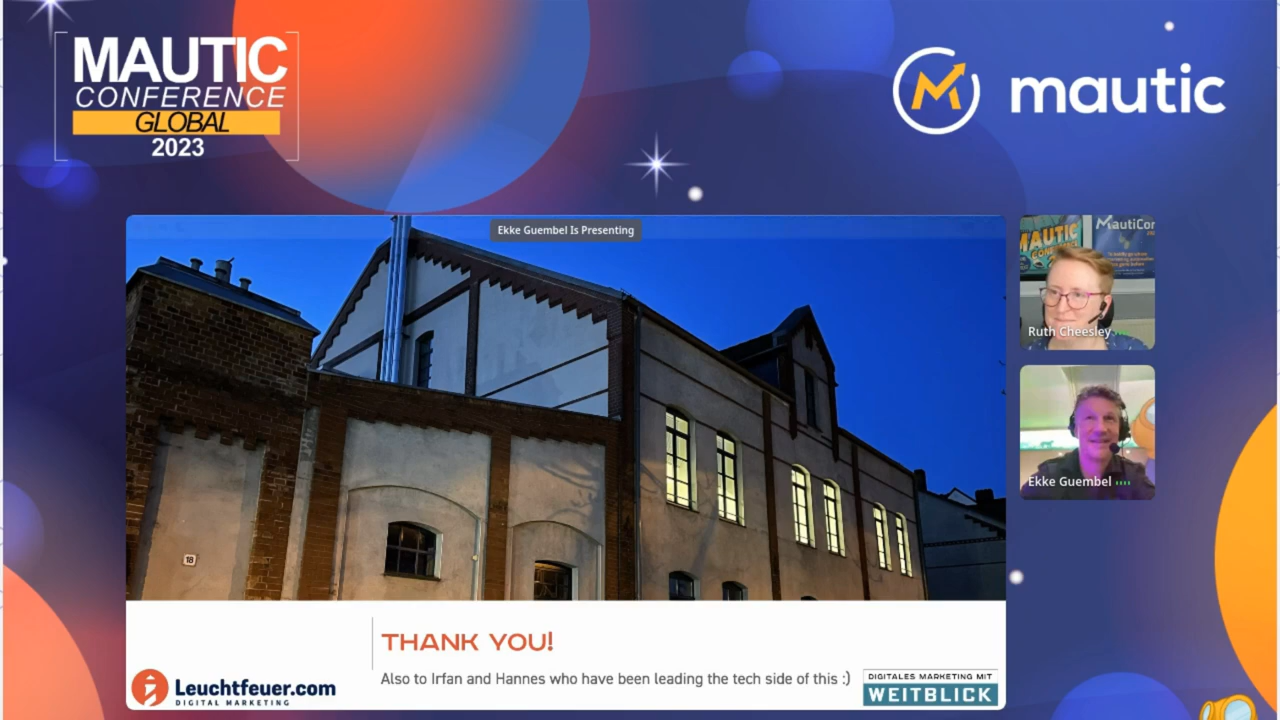 MAUTIC
CONFERENCE
GLOBAL
2023
mautic
Ekke Guembel Is Presenting
MAUTIC
MautiCon
Ruth Cheesley
Ekke Guembel
18
THANK YOU!
Also to Irfan and Hannes who have been leading the tech side of this :)
Leuchtfeuer.com
DIGITAL MARKETING
DIGITALES MARKETING MIT
WEITBLICK